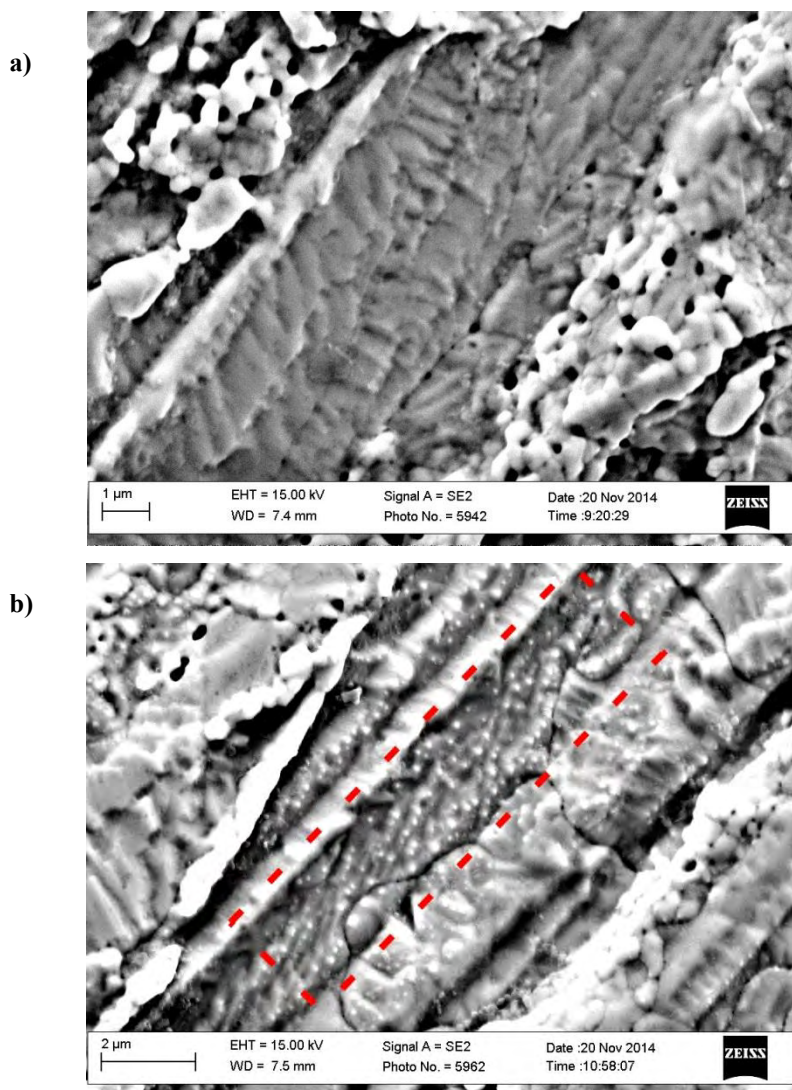 a)
1 µm
EHT = 15.00 kV Signal A = SE2 Date :20 Nov 2014
WD = 7.4 mm Photo No. = 5942 Time :9:20:29
ZEISS
b)
2 µm
EHT = 15.00 kV Signal A = SE2 Date :20 Nov 2014
WD = 7.5 mm Photo No. = 5962 Time :10:58:07
ZEISS